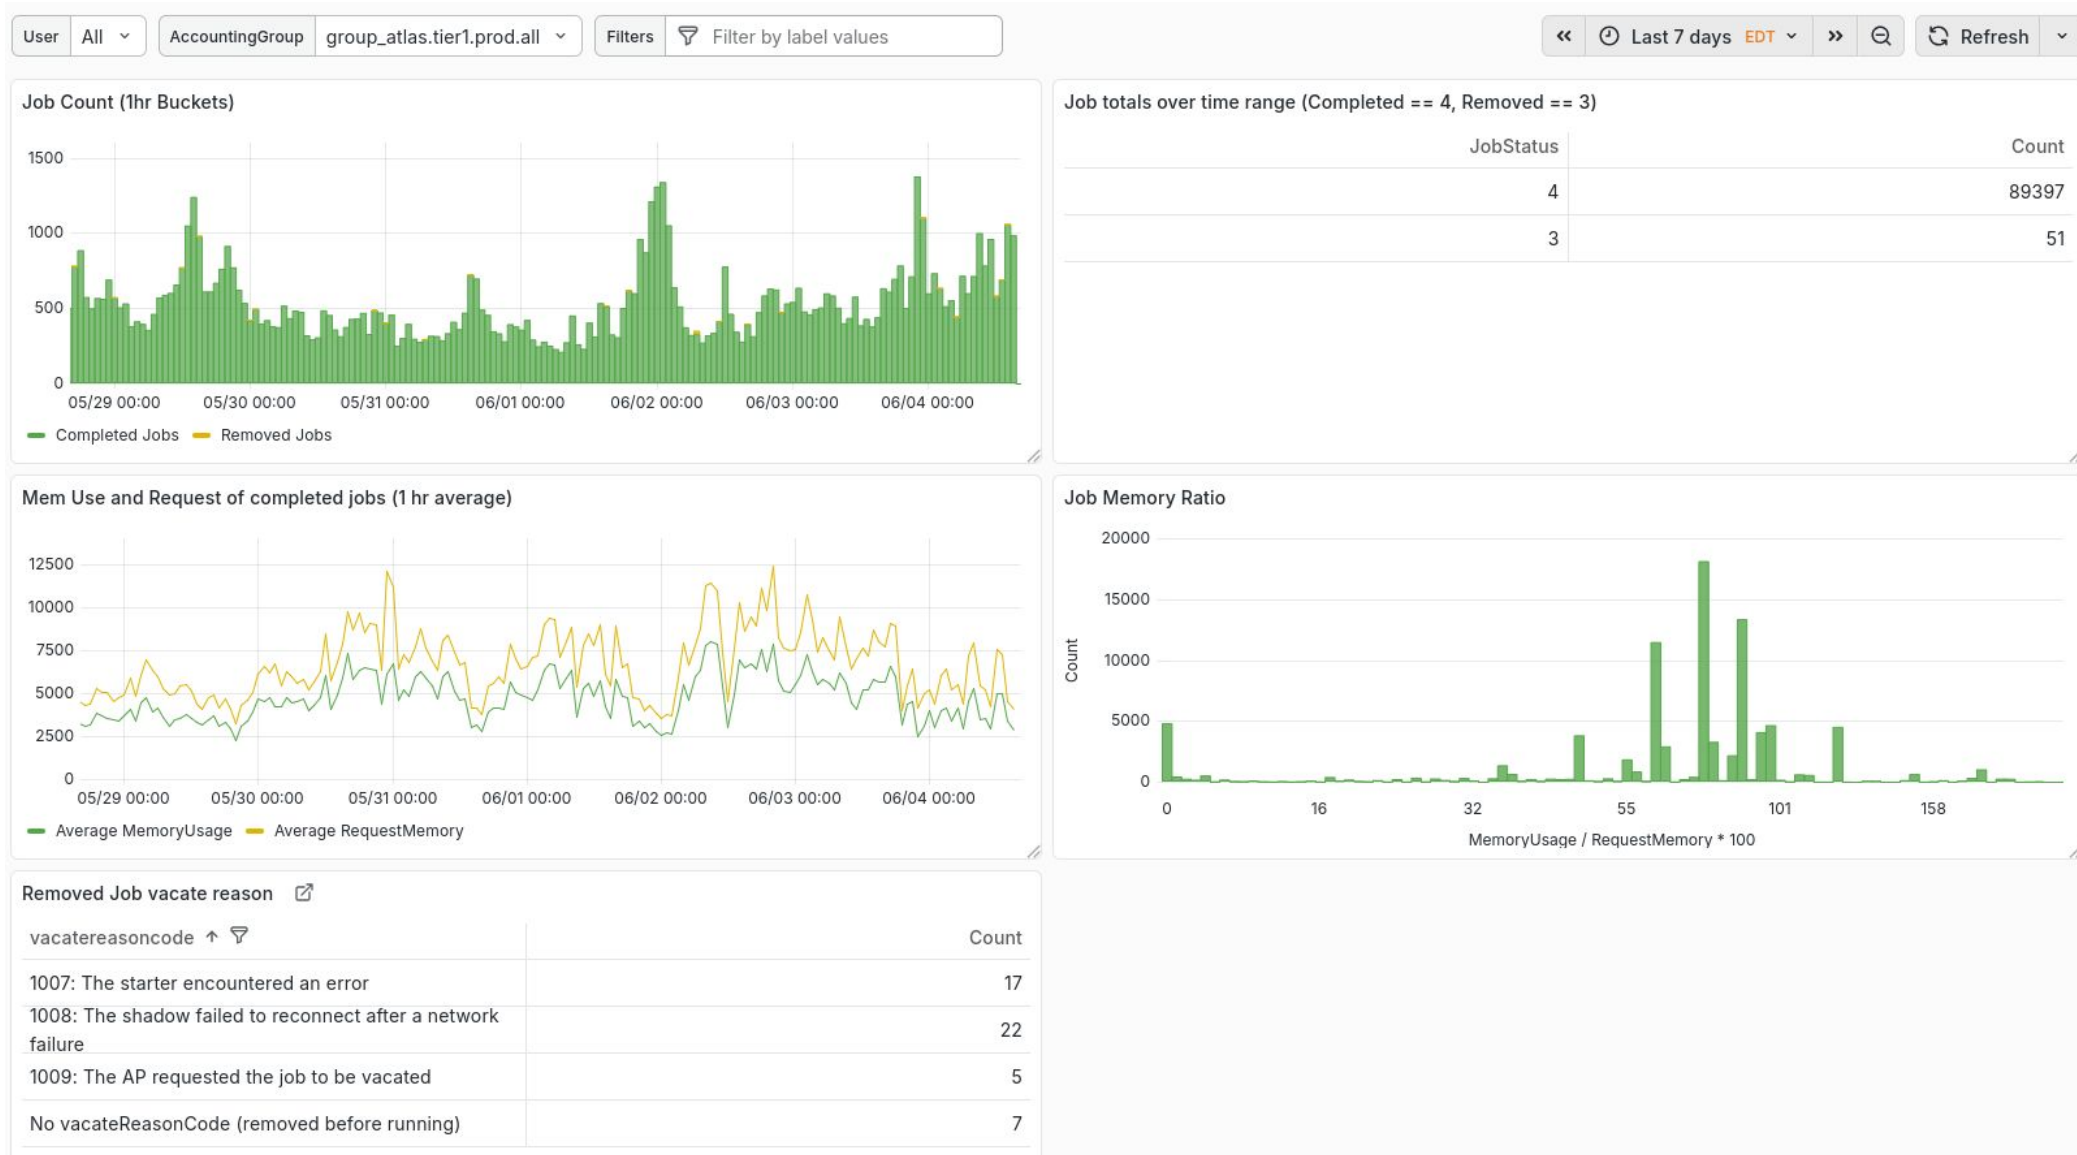 User All AccountingGroup group_atlas.tier1.prod.all Filters Filter by label values Last 7 days EDT Refresh
Job Count (1hr Buckets)
1500
1000
500
0
05/29 00:00 05/30 00:00 05/31 00:00 06/01 00:00 06/02 00:00 06/03 00:00 06/04 00:00
Completed Jobs Removed Jobs
Job totals over time range (Completed == 4, Removed == 3)
JobStatus Count
4 89397
3 51
Mem Use and Request of completed jobs (1 hr average)
12500
10000
7500
5000
2500
0
05/29 00:00 05/30 00:00 05/31 00:00 06/01 00:00 06/02 00:00 06/03 00:00 06/04 00:00
Average MemoryUsage Average RequestMemory
Job Memory Ratio
20000
15000
10000
5000
0
Count
0 16 32 55 101 158
MemoryUsage / RequestMemory * 100
Removed Job vacate reason
vacatereasoncode Count
1007: The starter encountered an error 17
1008: The shadow failed to reconnect after a network
failure 22
1009: The AP requested the job to be vacated 5
No vacateReasonCode (removed before running) 7